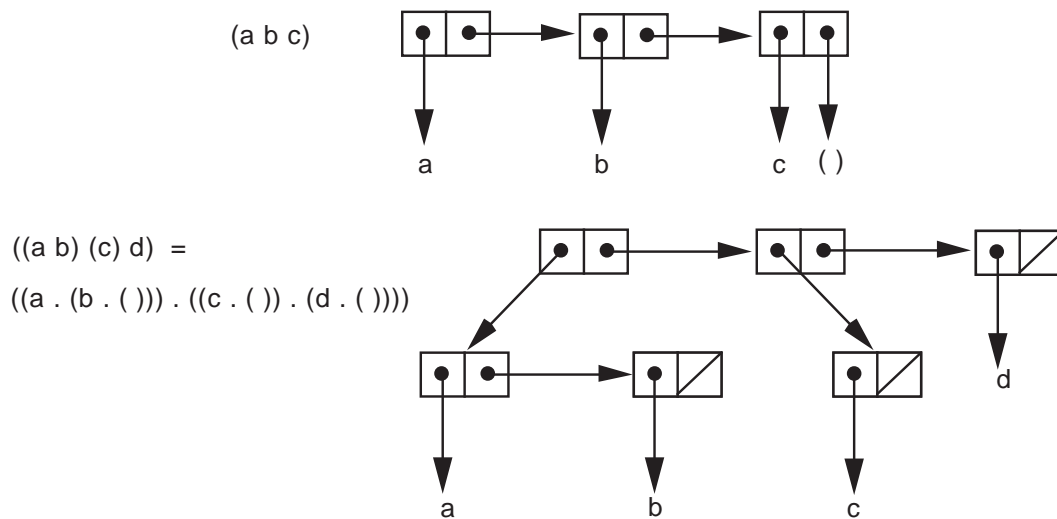 (a b c)
a b c ( )
((a b) (c) d) =
((a . (b . ( ))) . ((c . ( )) . (d . ( ))))
d
a b c